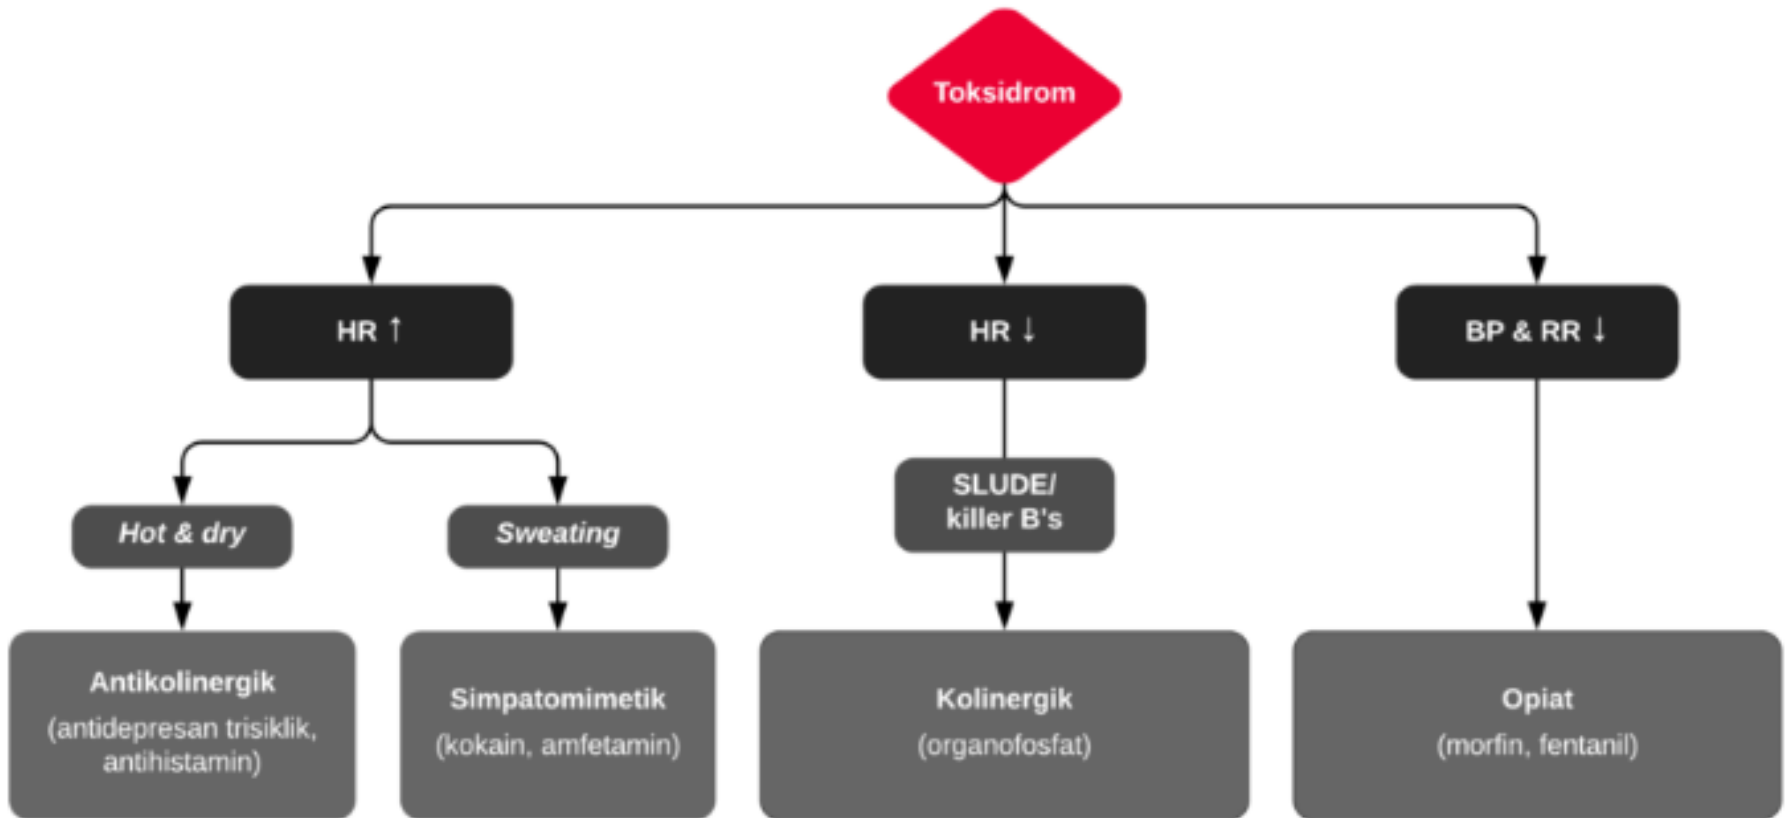 Toksidrom
HR ↑
HR ↓
BP & RR ↓
Hot & dry
Sweating
SLUDE/
killer B's
Antikolinergik
(antidepresan trisiklik,
antihistamin)
Simpatomimetik
(kokain, amfetamin)
Kolinergik
(organofosfat)
Opiat
(morfin, fentanil)